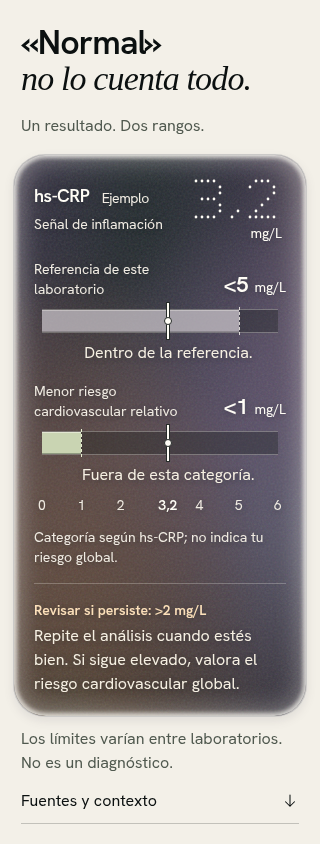 «Normal»
no lo cuenta todo.
Un resultado. Dos rangos.
hs-CRP Ejemplo
3,2
Señal de inflamación
mg/L
Referencia de este
laboratorio
<5 mg/L
Dentro de la referencia.
Menor riesgo
cardiovascular relativo
<1 mg/L
Fuera de esta categoría.
0 1 2 3,2 4 5 6
Categoría según hs-CRP; no indica tu
riesgo global.
Revisar si persiste: >2 mg/L
Repite el análisis cuando estés
bien. Si sigue elevado, valora el
riesgo cardiovascular global.
Los límites varían entre laboratorios.
No es un diagnóstico.
Fuentes y contexto ↓